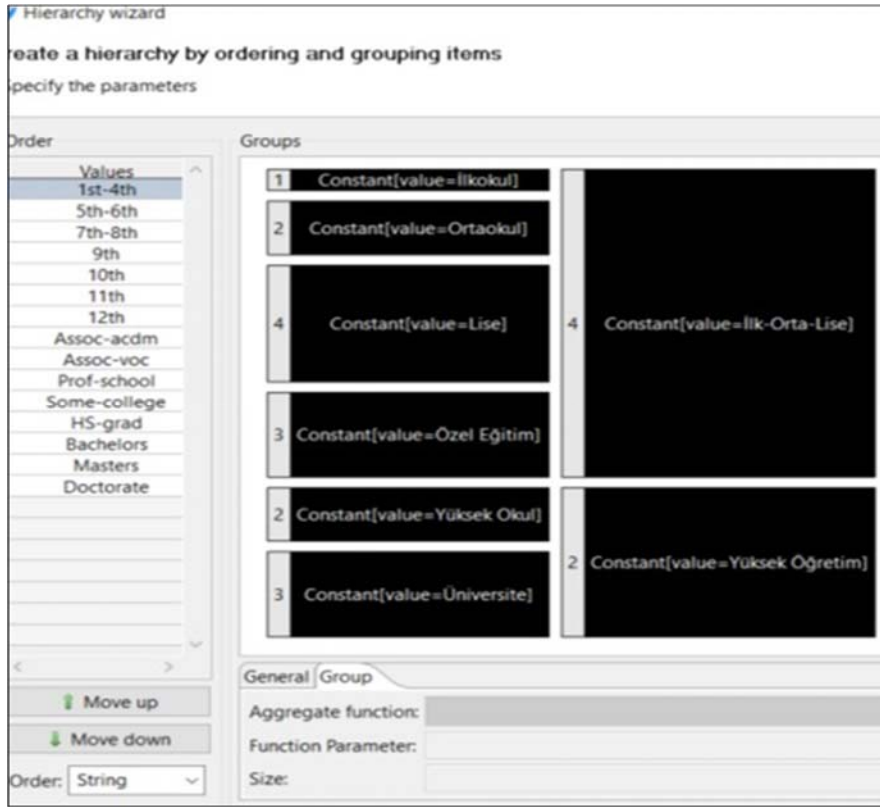 Hierarchy wizard
reate a hierarchy by ordering and grouping items
Specify the parameters
Order
Values
1st-4th
5th-6th
7th-8th
9th
10th
11th
12th
Assoc-acdm
Assoc-voc
Prof-school
Some-college
HS-grad
Bachelors
Masters
Doctorate
Move up
Move down
Order: String
Groups
1 Constant[value=İlkokul]
2 Constant[value=Ortaokul]
4 Constant[value=Lise]
3 Constant[value=Özel Eğitim]
2 Constant[value=Yüksek Okul]
3 Constant[value=Üniversite]
4 Constant[value=İlk-Orta-Lise]
2 Constant[value=Yüksek Öğretim]
General Group
Aggregate function:
Function Parameter:
Size: